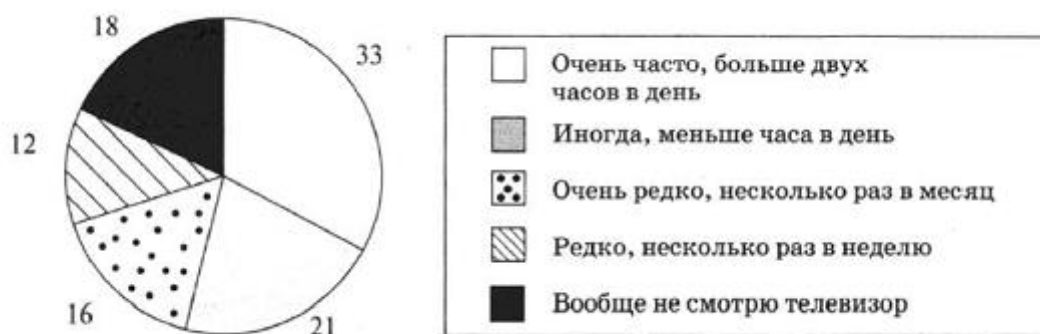 18
33
12
16
21
Очень часто, больше двух
часов в день
Иногда, меньше часа в день
Очень редко, несколько раз в месяц
Редко, несколько раз в неделю
Вообще не смотрю телевизор